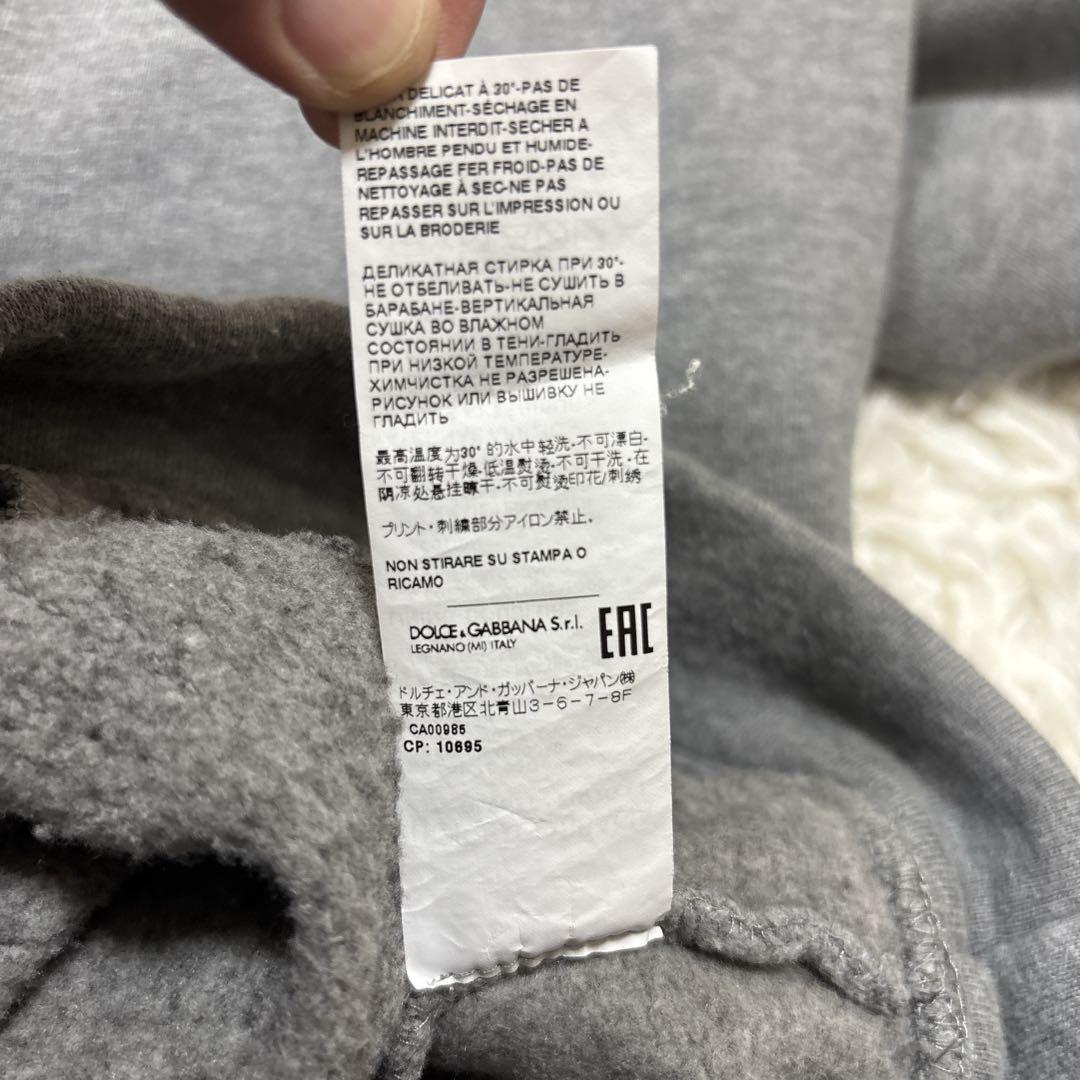 DELICAT À 30°-PAS DE
BLANCHIMENT-SÉCHAGE EN
MACHINE INTERDIT-SECHER A
L'HOMBRE PENDU ET HUMIDE-
REPASSAGE FER FROID-PAS DE
NETTOYAGE À SEC-NE PAS
REPASSER SUR L'IMPRESSION OU
SUR LA BRODERIE
ДЕЛИКАТНАЯ СТИРКА ПРИ 30°-
НЕ ОТБЕЛИВАТЬ-НЕ СУШИТЬ В
БАРАБАНЕ-ВЕРТИКАЛЬНАЯ
СУШКА ВО ВЛАЖНОМ
СОСТОЯНИИ В ТЕНИ-ГЛАДИТЬ
ПРИ НИЗКОЙ ТЕМПЕРАТУРЕ-
ХИМЧИСТКА НЕ РАЗРЕШЕНА-
РИСУНОК ИЛИ ВЫШИВКУ НЕ
ГЛАДИТЬ
最高温度为30° 的水中轻洗-不可漂白-
不可翻转干燥-低温熨烫-不可干洗-在
阴凉处悬挂晾干-不可熨烫印花/刺绣
プリント・刺繍部分アイロン禁止。
NON STIRARE SU STAMPA O
RICAMO
DOLCE & GABBANA S.r.l.
LEGNANO (MI) ITALY
EAC
ドルチェ・アンド・ガッバーナ・ジャパン㈱
東京都港区北青山3-6-7-8F
CA00985
CP: 10695